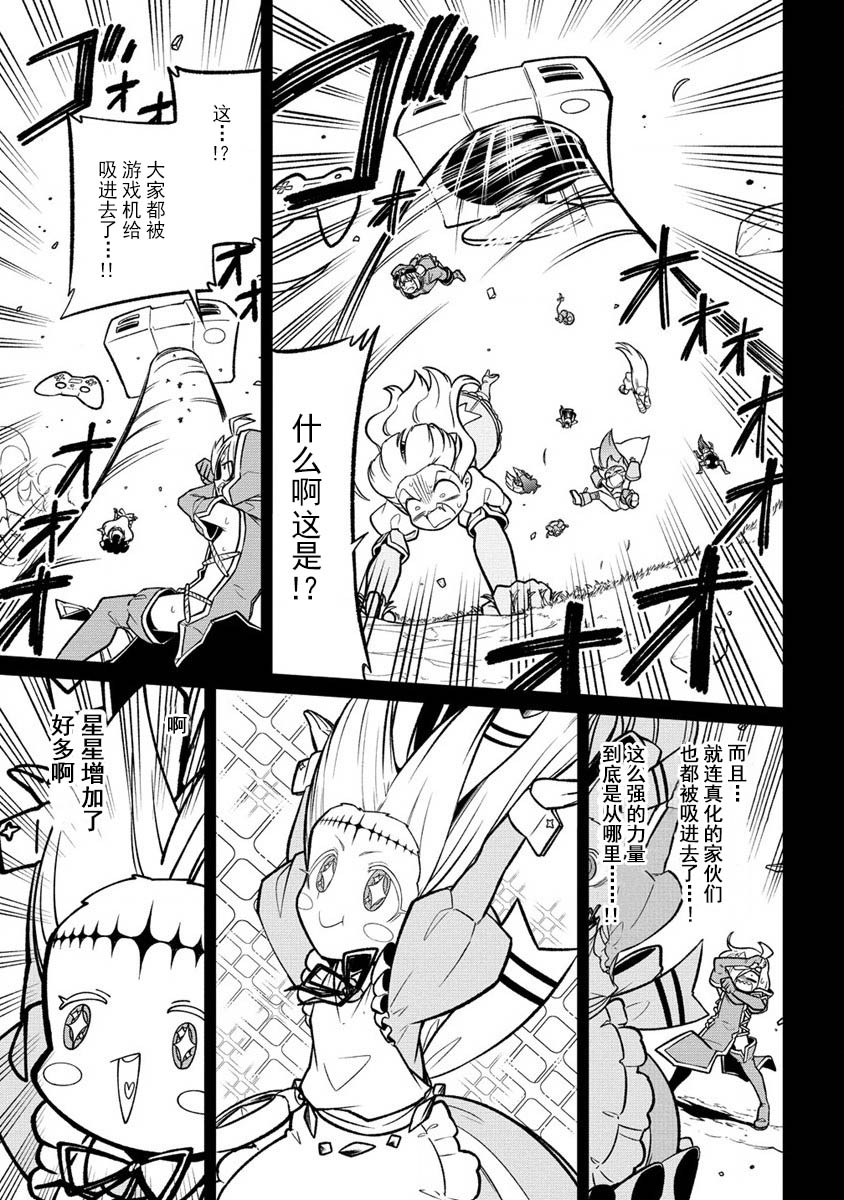 ゴオオ
オオオオ
什么啊这是!?
ゴオオ
オオオオ
这…!?
大家都被
游戏机给
吸进去了…!!
而且…
就连真化的家伙们
也都被吸进去了…!
这么强的力量
到底是从哪里…!!
啊
星星增加了
好多啊